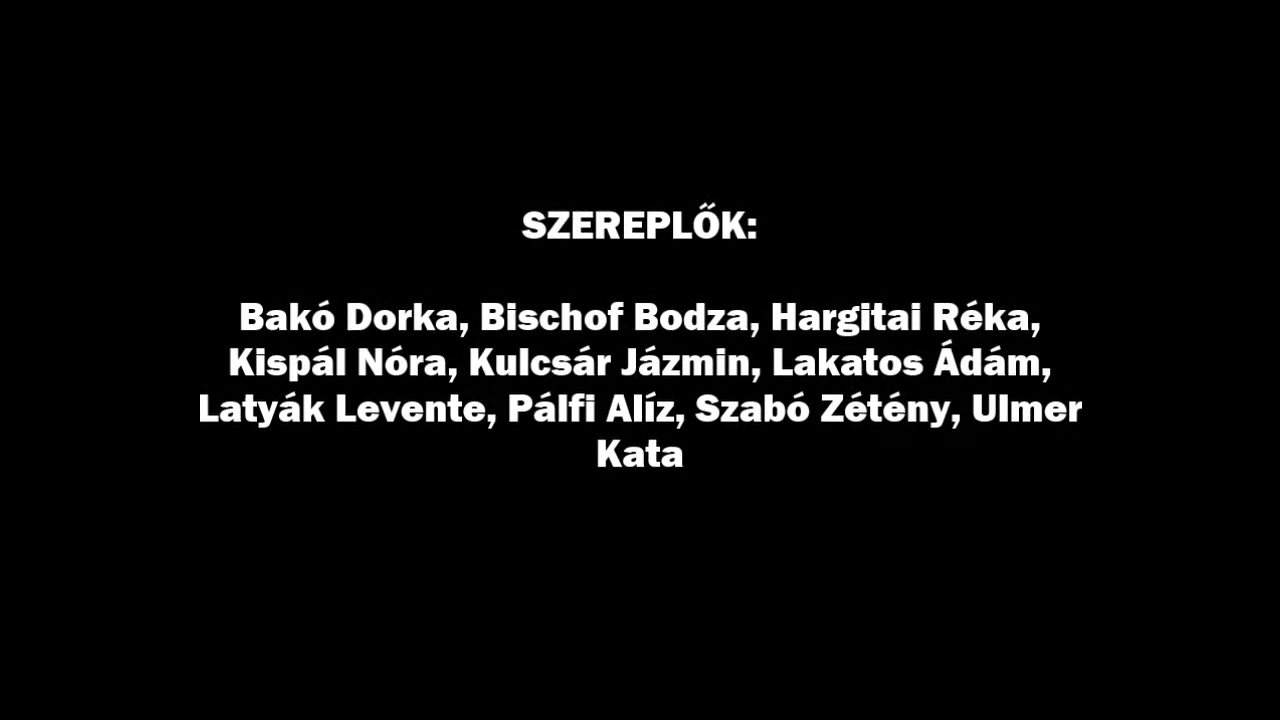 SZEREPLŐK:
Bakó Dorka, Bischof Bodza, Hargitai Réka,
Kispál Nóra, Kulcsár Jázmin, Lakatos Ádám,
Latyák Levente, Pálfi Alíz, Szabó Zétény, Ulmer
Kata